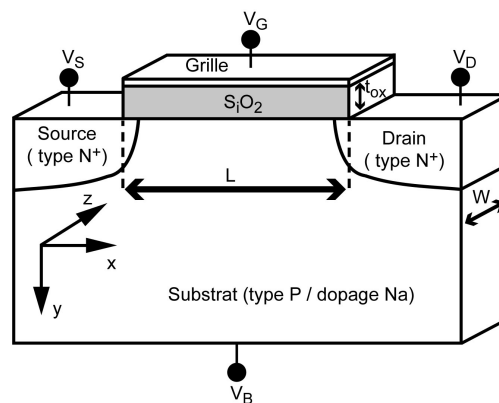 V_G
V_S
V_D
Grille
t_ox
S_iO_2
Source
( type N⁺)
Drain
(type N⁺)
L
W
z
x
y
Substrat (type P / dopage Na)
V_B